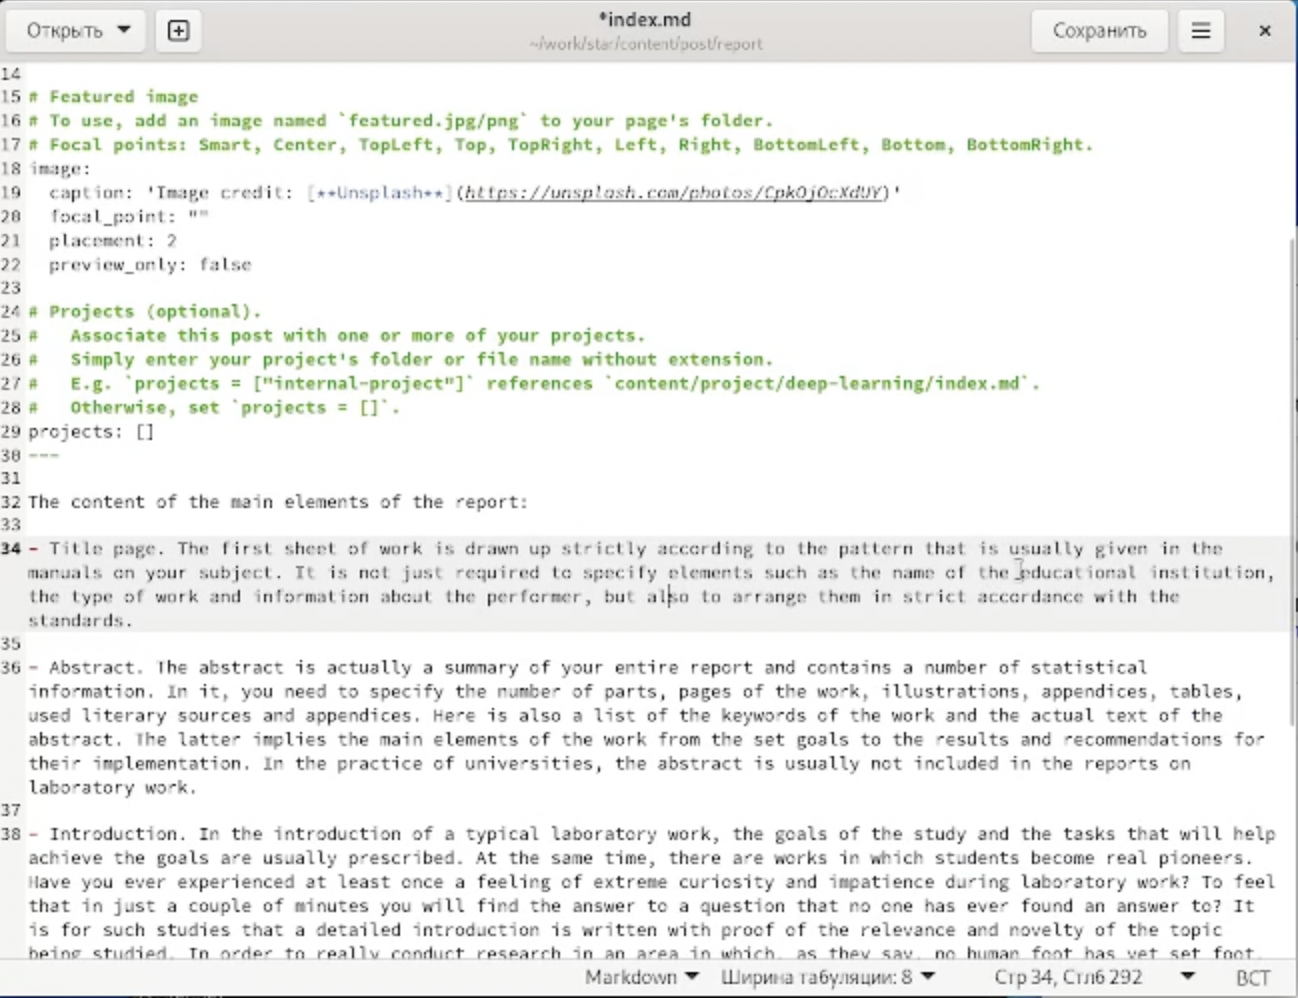 Открыть
*index.md
~/work/star/content/post/report
Сохранить
14
15 # Featured image
16 # To use, add an image named `featured.jpg/png` to your page's folder.
17 # Focal points: Smart, Center, TopLeft, Top, TopRight, Left, Right, BottomLeft, Bottom, BottomRight.
18 image:
19 caption: 'Image credit: [**Unsplash**](https://unsplash.com/photos/CpkOjOcXdUY)'
20 focal_point: ""
21 placement: 2
22 preview_only: false
23
24 # Projects (optional).
25 # Associate this post with one or more of your projects.
26 # Simply enter your project's folder or file name without extension.
27 # E.g. `projects = ["internal-project"]` references `content/project/deep-learning/index.md`.
28 # Otherwise, set `projects = []`.
29 projects: []
30 ---
31
32 The content of the main elements of the report:
33
34 - Title page. The first sheet of work is drawn up strictly according to the pattern that is usually given in the
manuals on your subject. It is not just required to specify elements such as the name of the educational institution,
the type of work and information about the performer, but also to arrange them in strict accordance with the
standards.
35
36 - Abstract. The abstract is actually a summary of your entire report and contains a number of statistical
information. In it, you need to specify the number of parts, pages of the work, illustrations, appendices, tables,
used literary sources and appendices. Here is also a list of the keywords of the work and the actual text of the
abstract. The latter implies the main elements of the work from the set goals to the results and recommendations for
their implementation. In the practice of universities, the abstract is usually not included in the reports on
laboratory work.
37
38 - Introduction. In the introduction of a typical laboratory work, the goals of the study and the tasks that will help
achieve the goals are usually prescribed. At the same time, there are works in which students become real pioneers.
Have you ever experienced at least once a feeling of extreme curiosity and impatience during laboratory work? To feel
that in just a couple of minutes you will find the answer to a question that no one has ever found an answer to? It
is for such studies that a detailed introduction is written with proof of the relevance and novelty of the topic
being studied. In order to really conduct research in an area in which, as they say, no human foot has yet set foot,
Markdown
Ширина табуляции: 8
Стр 34, Стлб 292
ВСТ